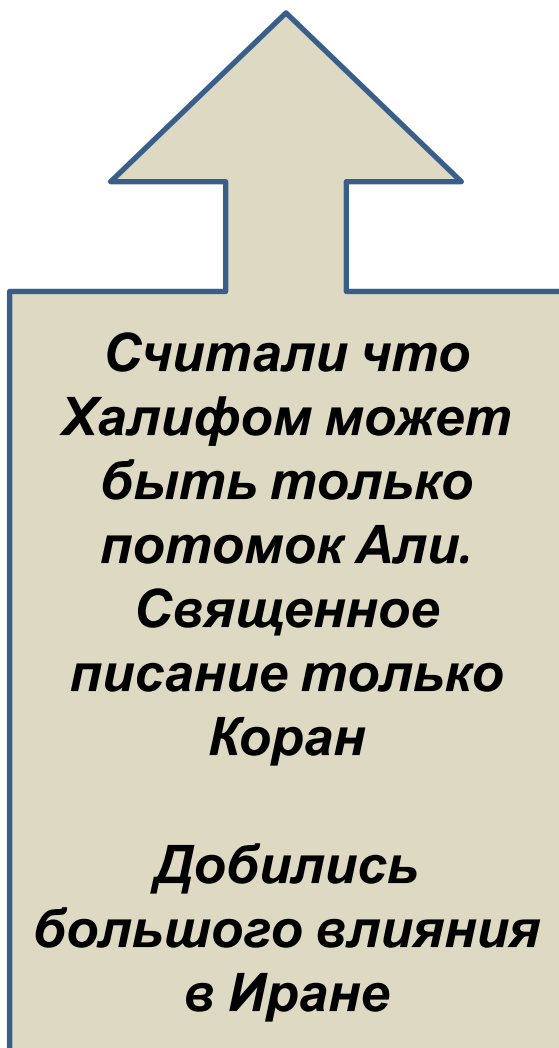 Считали что
Халифом может
быть только
потомок Али.
Священное
писание только
Коран
Добились
большого влияния
в Иране